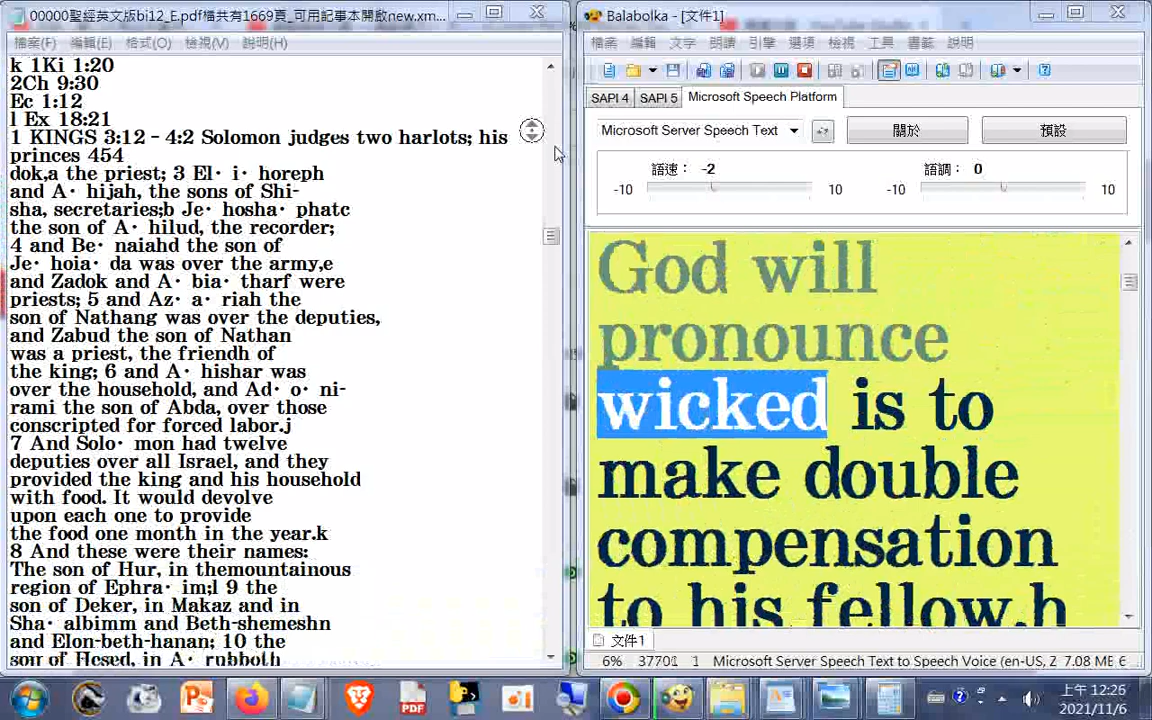 00000聖經英文版bi12_E.pdf檔共有1669頁_可用記事本開啟new.xm...
檔案(F) 編輯(E) 格式(O) 檢視(V) 說明(H)
k 1Ki 1:20
2Ch 9:30
Ec 1:12
l Ex 18:21
1 KINGS 3:12 – 4:2 Solomon judges two harlots; his
princes 454
dok,a the priest; 3 El· i· horeph
and A· hijah, the sons of Shi-
sha, secretaries;b Je· hosha· phatc
the son of A· hilud, the recorder;
4 and Be· naiahd the son of
Je· hoia· da was over the army,e
and Zadok and A· bia· tharf were
priests; 5 and Az· a· riah the
son of Nathang was over the deputies,
and Zabud the son of Nathan
was a priest, the friendh of
the king; 6 and A· hishar was
over the household, and Ad· o· ni-
rami the son of Abda, over those
conscripted for forced labor.j
7 And Solo· mon had twelve
deputies over all Israel, and they
provided the king and his household
with food. It would devolve
upon each one to provide
the food one month in the year.k
8 And these were their names:
The son of Hur, in themountainous
region of Ephra· im;l 9 the
son of Deker, in Makaz and in
Sha· albimm and Beth-shemeshn
and Elon-beth-hanan; 10 the
son of Hesed, in A· rubboth
Balabolka - [文件1]
檔案 編輯 文字 朗讀 引擎 選項 檢視 工具 書籤 說明
SAPI 4 SAPI 5 Microsoft Speech Platform
Microsoft Server Speech Text 關於 預設
語速： -2 語調： 0
-10 10 -10 10
God will
pronounce
wicked is to
make double
compensation
to his fellow.h
文件1
6% 37701 1 Microsoft Server Speech Text to Speech Voice (en-US, Z 7.08 MB 6
PDF
上午 12:26
2021/11/6